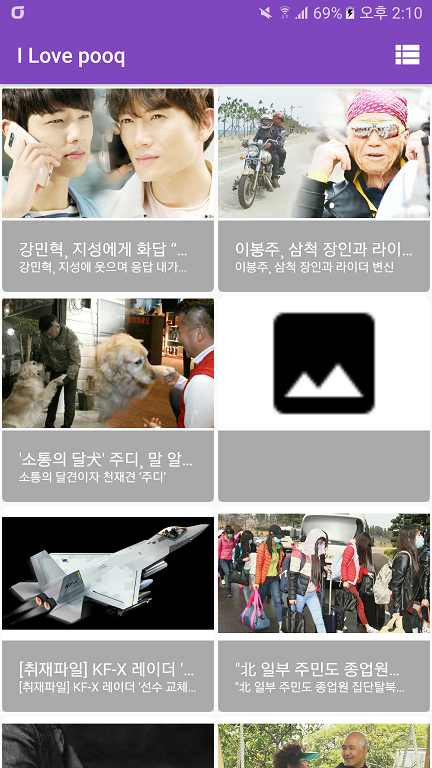 69% 오후 2:10
I Love pooq
강민혁, 지성에게 화답 “...
강민혁, 지성에 웃으며 응답 내가...
이봉주, 삼척 장인과 라이...
이봉주, 삼척 장인과 라이더 변신
'소통의 달犬' 주디, 말 알...
소통의 달견이자 천재견 '주디'
[취재파일] KF-X 레이더 '...
[취재파일] KF-X 레이더 '선수 교체...
"北 일부 주민도 종업원...
"北 일부 주민도 종업원 집단탈북...